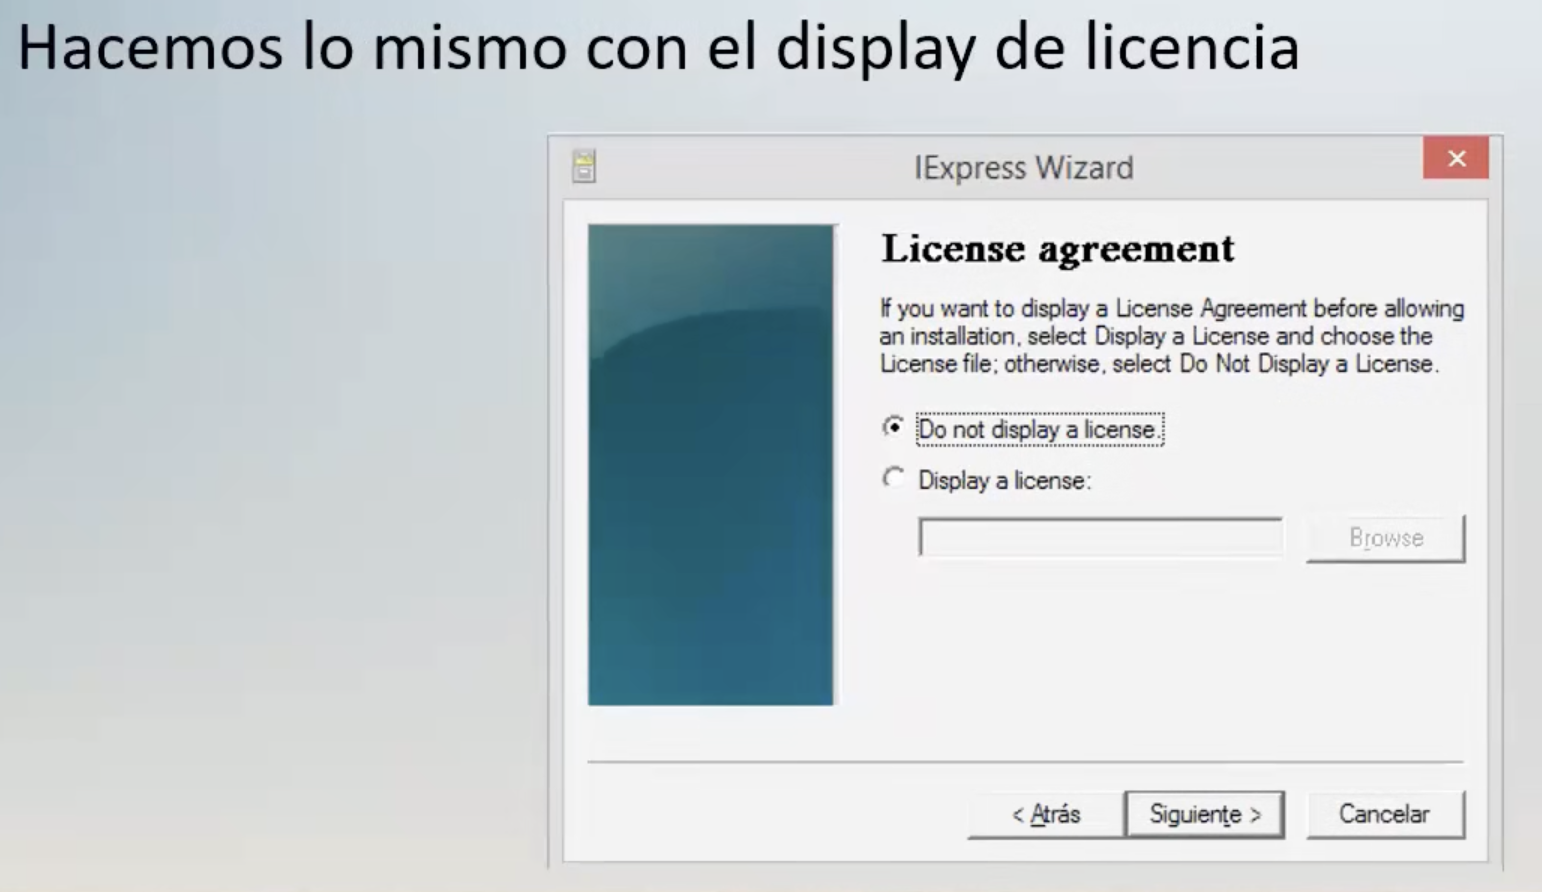 Hacemos lo mismo con el display de licencia
IExpress Wizard
License agreement
If you want to display a License Agreement before allowing
an installation, select Display a License and choose the
License file; otherwise, select Do Not Display a License.
Do not display a license.
Display a license:
Browse
< Atrás
Siguiente >
Cancelar